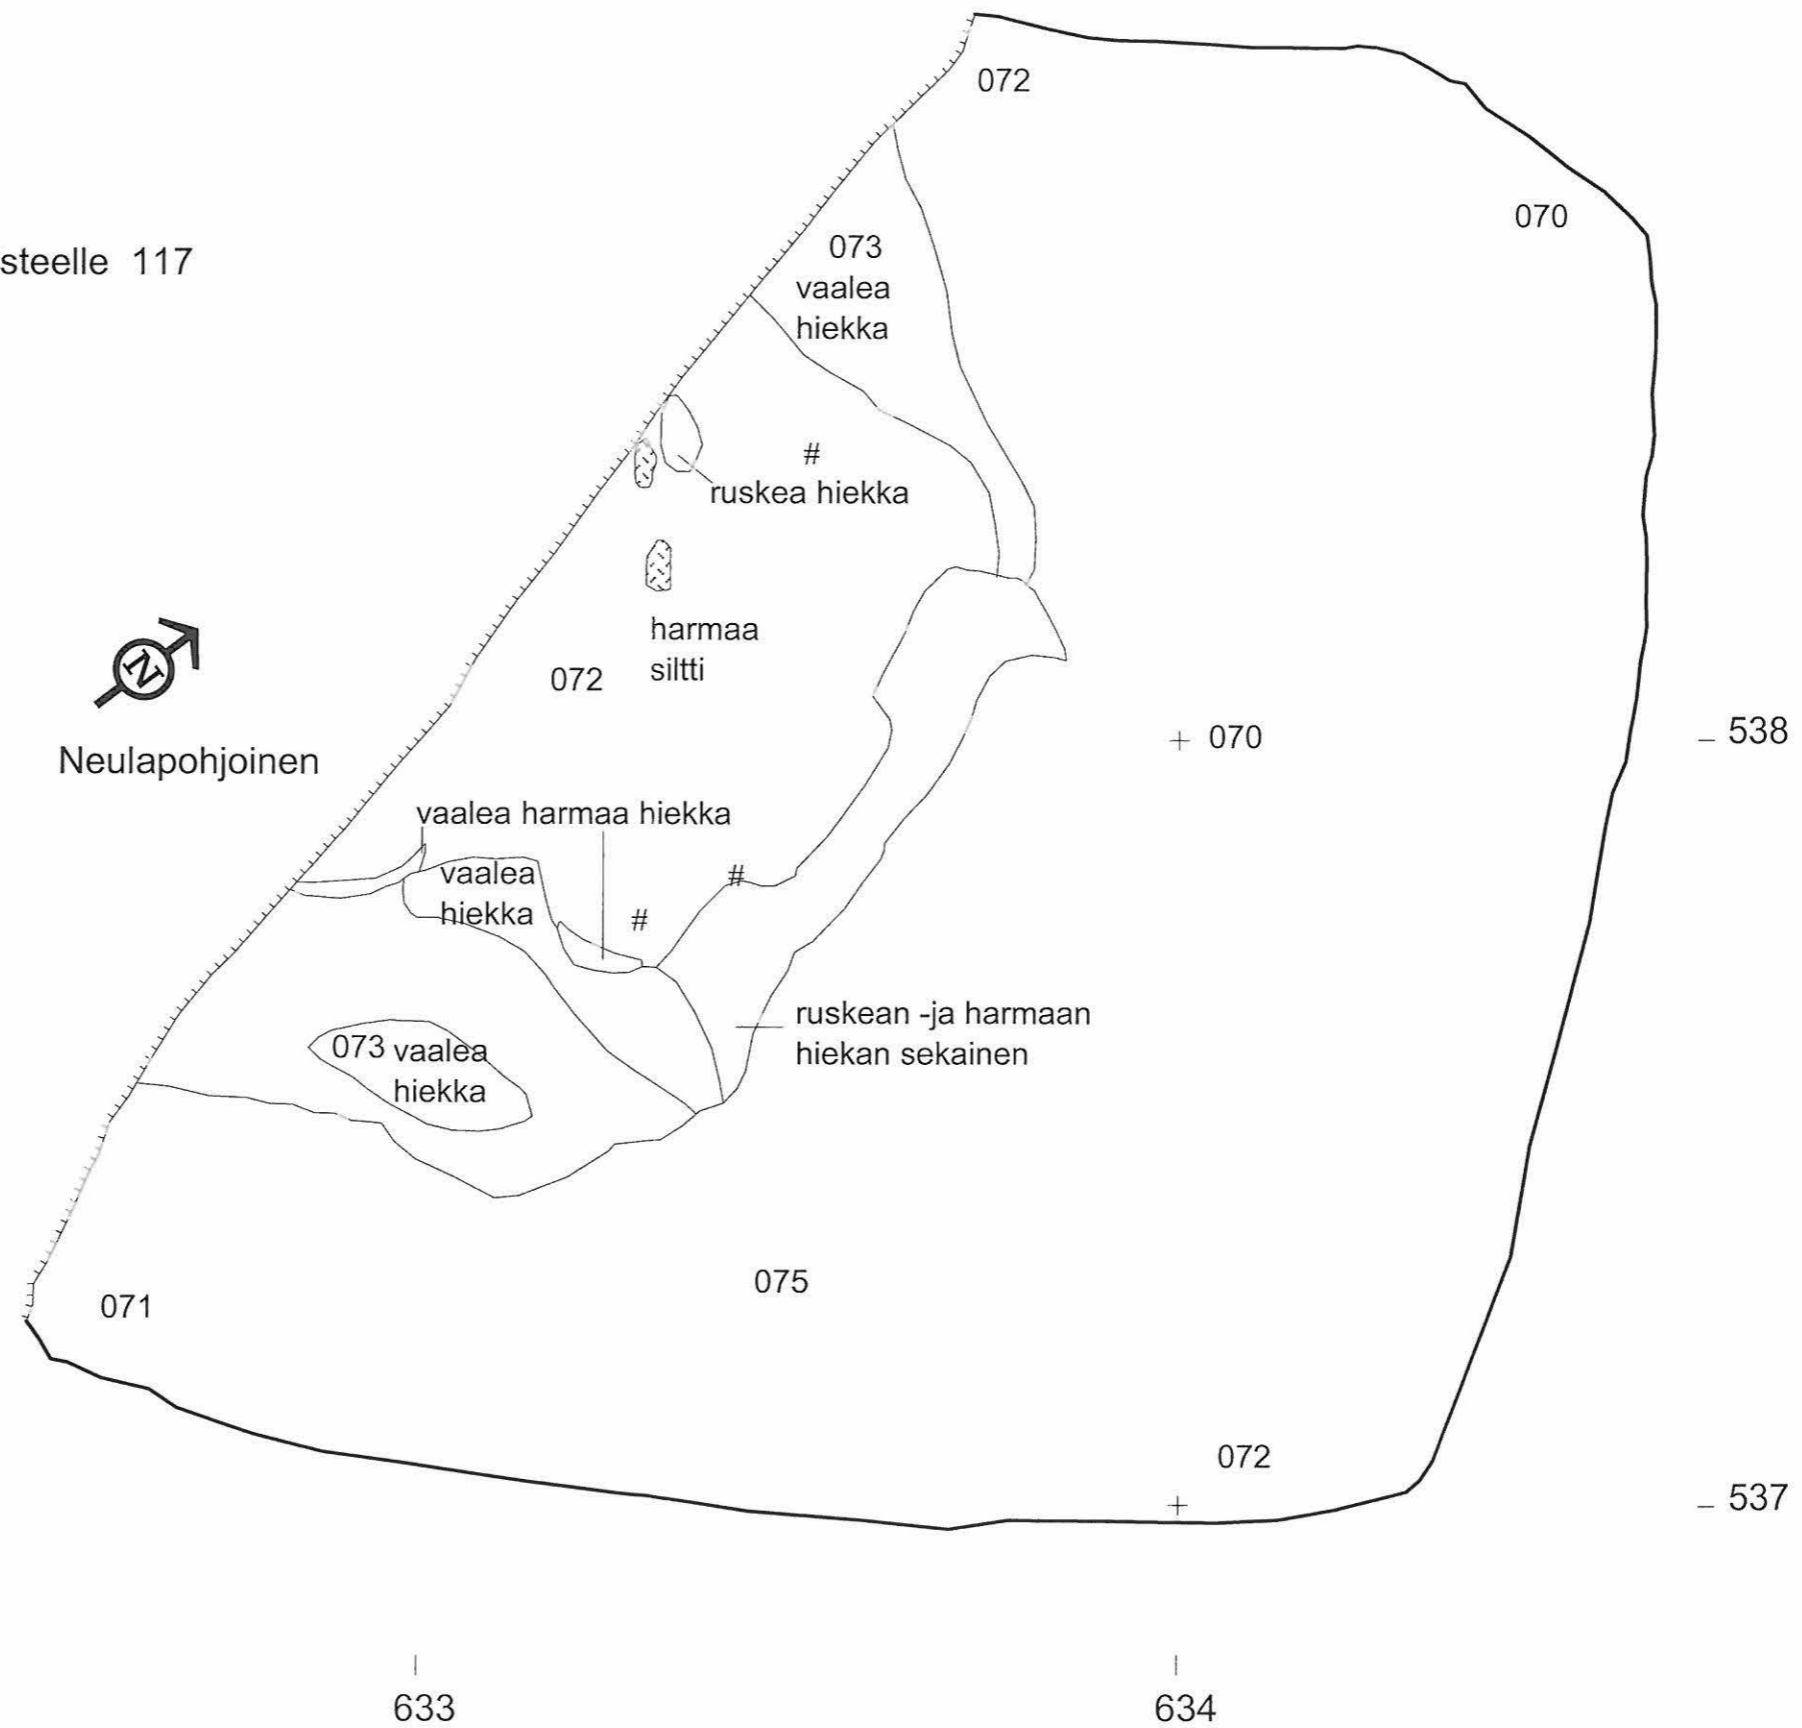 072
070
steelle 117
073
vaalea
hiekka
#
ruskea hiekka
harmaa
siltti
072
N
+ 070
538
Neulapohjoinen
vaalea harmaa hiekka
vaalea
hiekka
#
#
ruskean -ja harmaan
hiekan sekainen
073 vaalea
hiekka
075
071
072
+
537
633
634